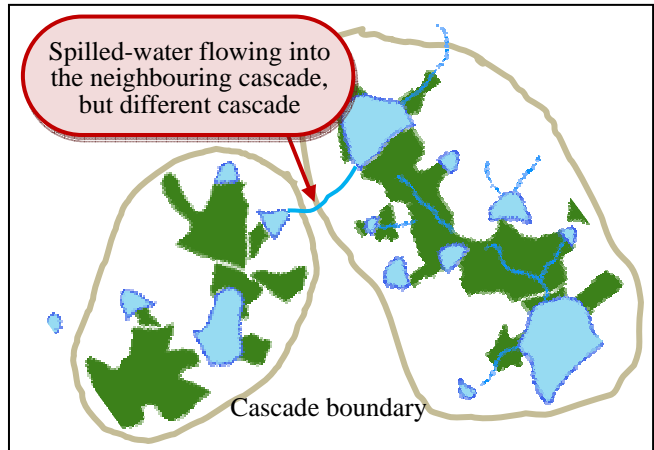 Spilled-water flowing into
the neighbouring cascade,
but different cascade
Cascade boundary